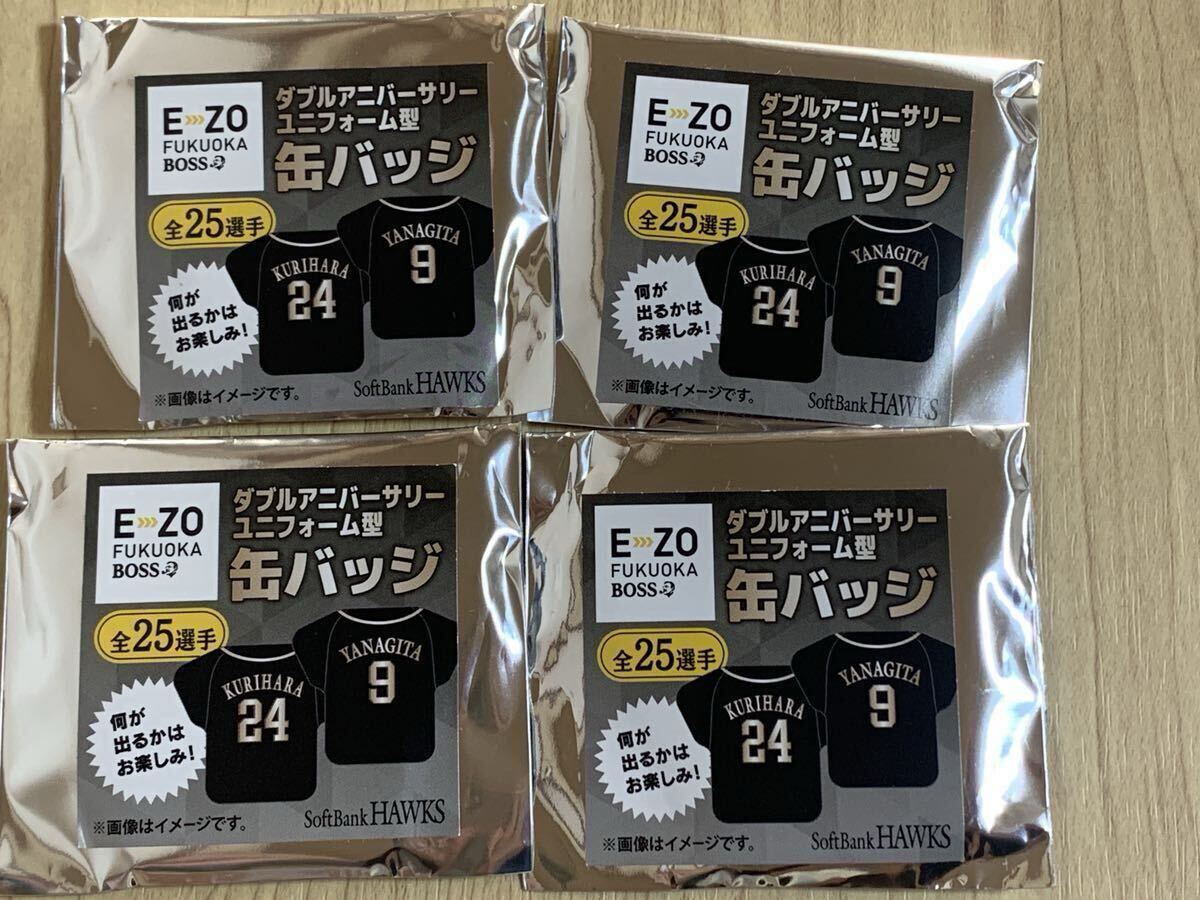 E>>>ZO
FUKUOKA
BOSS
ダブルアニバーサリー
ユニフォーム型
缶バッジ
全25選手
KURIHARA
24
YANAGITA
9
何が
出るかは
お楽しみ!
※画像はイメージです。
SoftBank HAWKS
E>>>ZO
FUKUOKA
BOSS
ダブルアニバーサリー
ユニフォーム型
缶バッジ
全25選手
KURIHARA
24
YANAGITA
9
何が
出るかは
お楽しみ!
※画像はイメージです。
SoftBank HAWKS
E>>>ZO
FUKUOKA
BOSS
ダブルアニバーサリー
ユニフォーム型
缶バッジ
全25選手
KURIHARA
24
YANAGITA
9
何が
出るかは
お楽しみ!
※画像はイメージです。
SoftBank HAWKS
E>>>ZO
FUKUOKA
BOSS
ダブルアニバーサリー
ユニフォーム型
缶バッジ
全25選手
KURIHARA
24
YANAGITA
9
何が
出るかは
お楽しみ!
※画像はイメージです。
SoftBank HAWKS